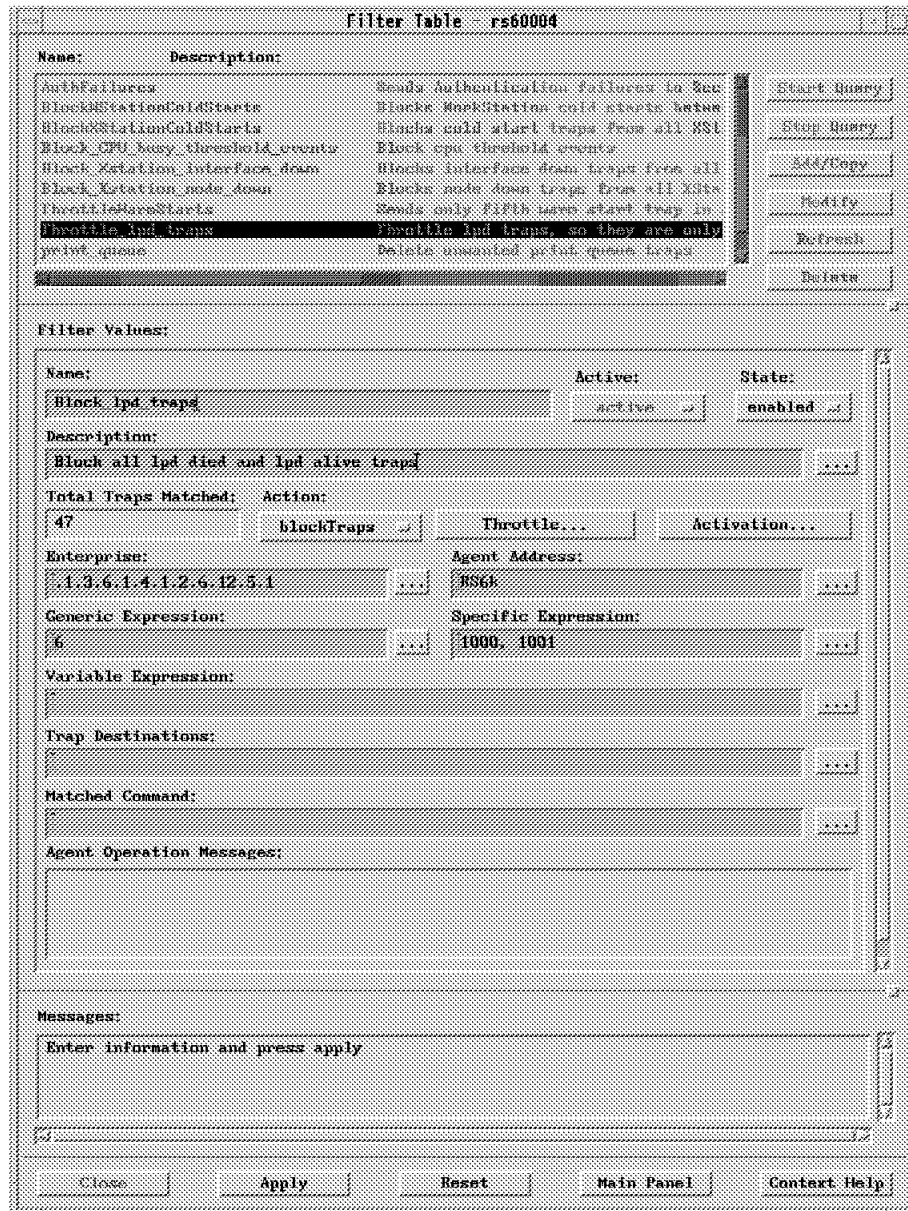 Filter Table - rs60004
Name: Description:
AuthFailures Sends Authentication failures to Sec
BlockWStationColdStarts Blocks WorkStation cold starts betwe
BlockXStationColdStarts Blocks cold start traps from all XSt
Block_CPU_busy_threshold_events Block cpu threhold events
Block_Xstation_interface_down Blocks interface down traps from all
Block_Xstation_node_down Blocks node down traps from all XSta
ThrottleWarmStarts Sends only fifth warm start trap in
Throttle_lpd_traps Throttle lpd traps, so they are only
print_queue Delete unwanted print queue traps
Start Query
Stop Query
Add/Copy
Modify
Refresh
Delete
Filter Values:
Name: Active: State:
Block_lpd_traps active enabled
Description:
Block all lpd died and lpd alive traps ...
Total Traps Matched: Action:
47 blockTraps Throttle... Activation...
Enterprise: Agent Address:
.1.3.6.1.4.1.2.6.12.5.1 ... RS6k ...
Generic Expression: Specific Expression:
6 ... 1000, 1001 ...
Variable Expression:
...
Trap Destinations:
...
Matched Command:
...
Agent Operation Messages:
Messages:
Enter information and press apply
Close Apply Reset Main Panel Context Help